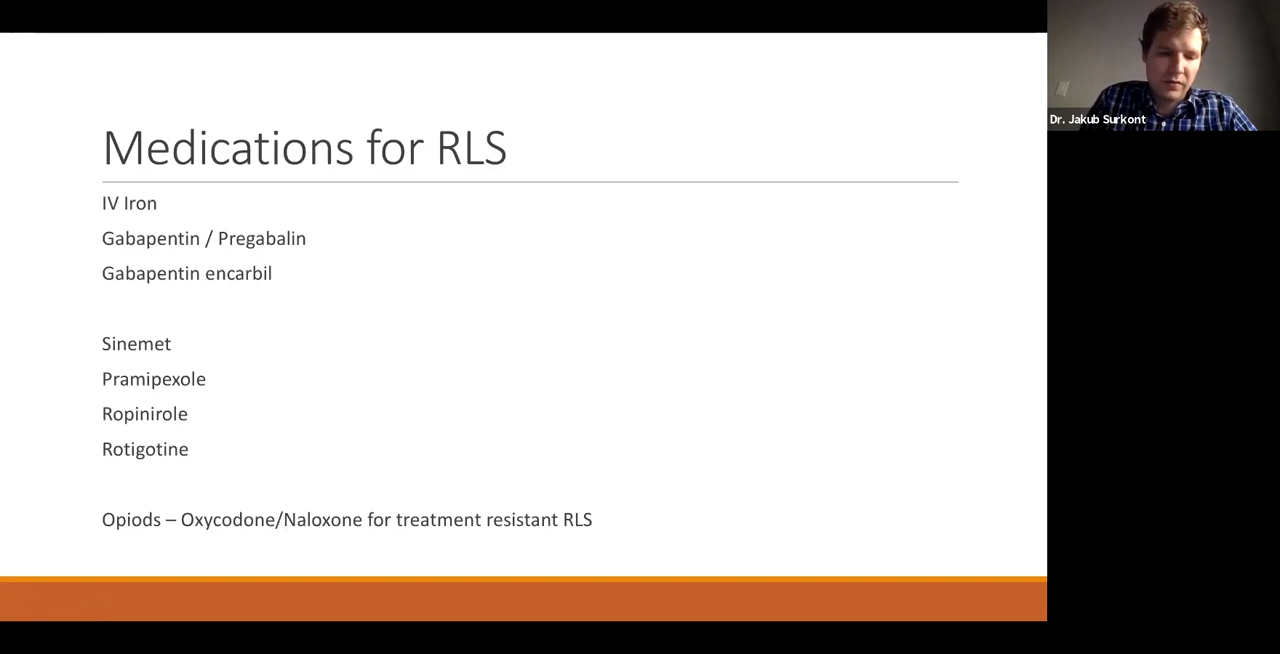 Medications for RLS
IV Iron
Gabapentin / Pregabalin
Gabapentin encarbil
Sinemet
Pramipexole
Ropinirole
Rotigotine
Opiods – Oxycodone/Naloxone for treatment resistant RLS
Dr. Jakub Surkont